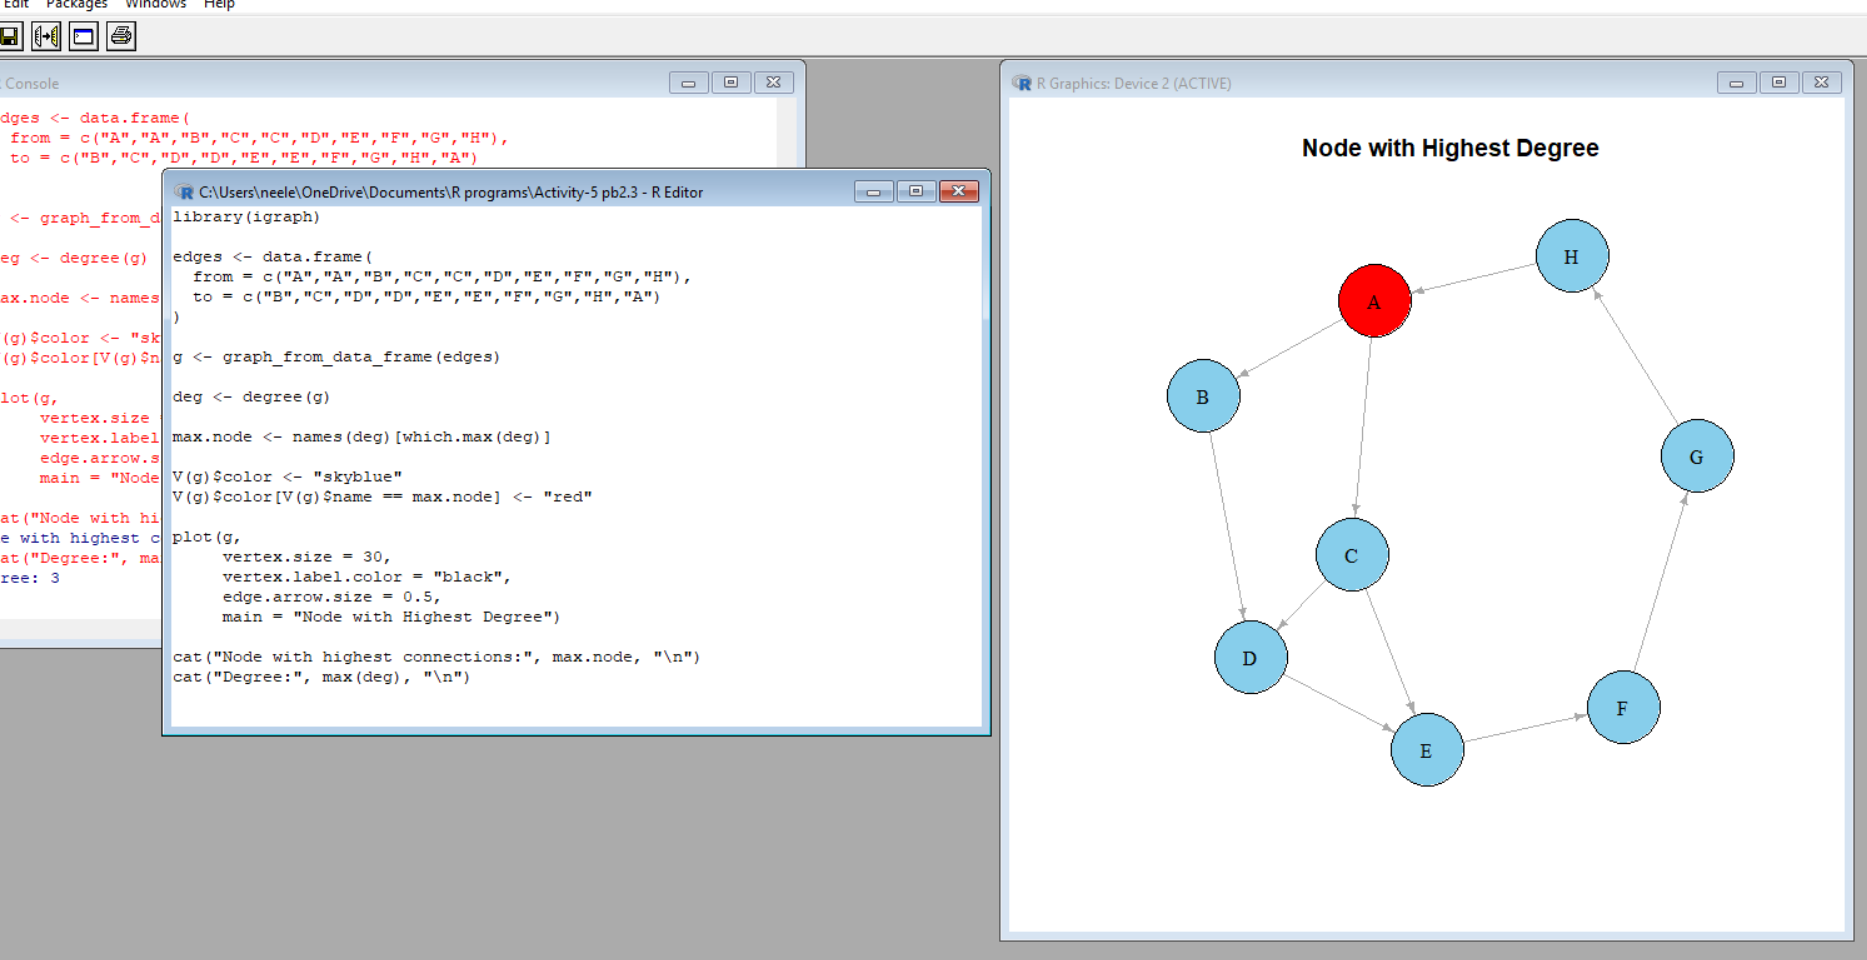 Edit Packages Windows Help
Console
dges <- data.frame(
from = c("A","A","B","C","C","D","E","F","G","H"),
to = c("B","C","D","D","E","E","F","G","H","A")
<- graph_from_d
eg <- degree(g)
ax.node <- names
(g)$color <- "sk
(g)$color[V(g)$n
lot(g,
vertex.size
vertex.label
edge.arrow.s
main = "Node
at("Node with hi
e with highest c
at("Degree:", ma
ree: 3
C:\Users\neele\OneDrive\Documents\R programs\Activity-5 pb2.3 - R Editor
library(igraph)
edges <- data.frame(
from = c("A","A","B","C","C","D","E","F","G","H"),
to = c("B","C","D","D","E","E","F","G","H","A")
)
g <- graph_from_data_frame(edges)
deg <- degree(g)
max.node <- names(deg)[which.max(deg)]
V(g)$color <- "skyblue"
V(g)$color[V(g)$name == max.node] <- "red"
plot(g,
vertex.size = 30,
vertex.label.color = "black",
edge.arrow.size = 0.5,
main = "Node with Highest Degree")
cat("Node with highest connections:", max.node, "\n")
cat("Degree:", max(deg), "\n")
R Graphics: Device 2 (ACTIVE)
Node with Highest Degree
H
A
B
G
C
D
F
E